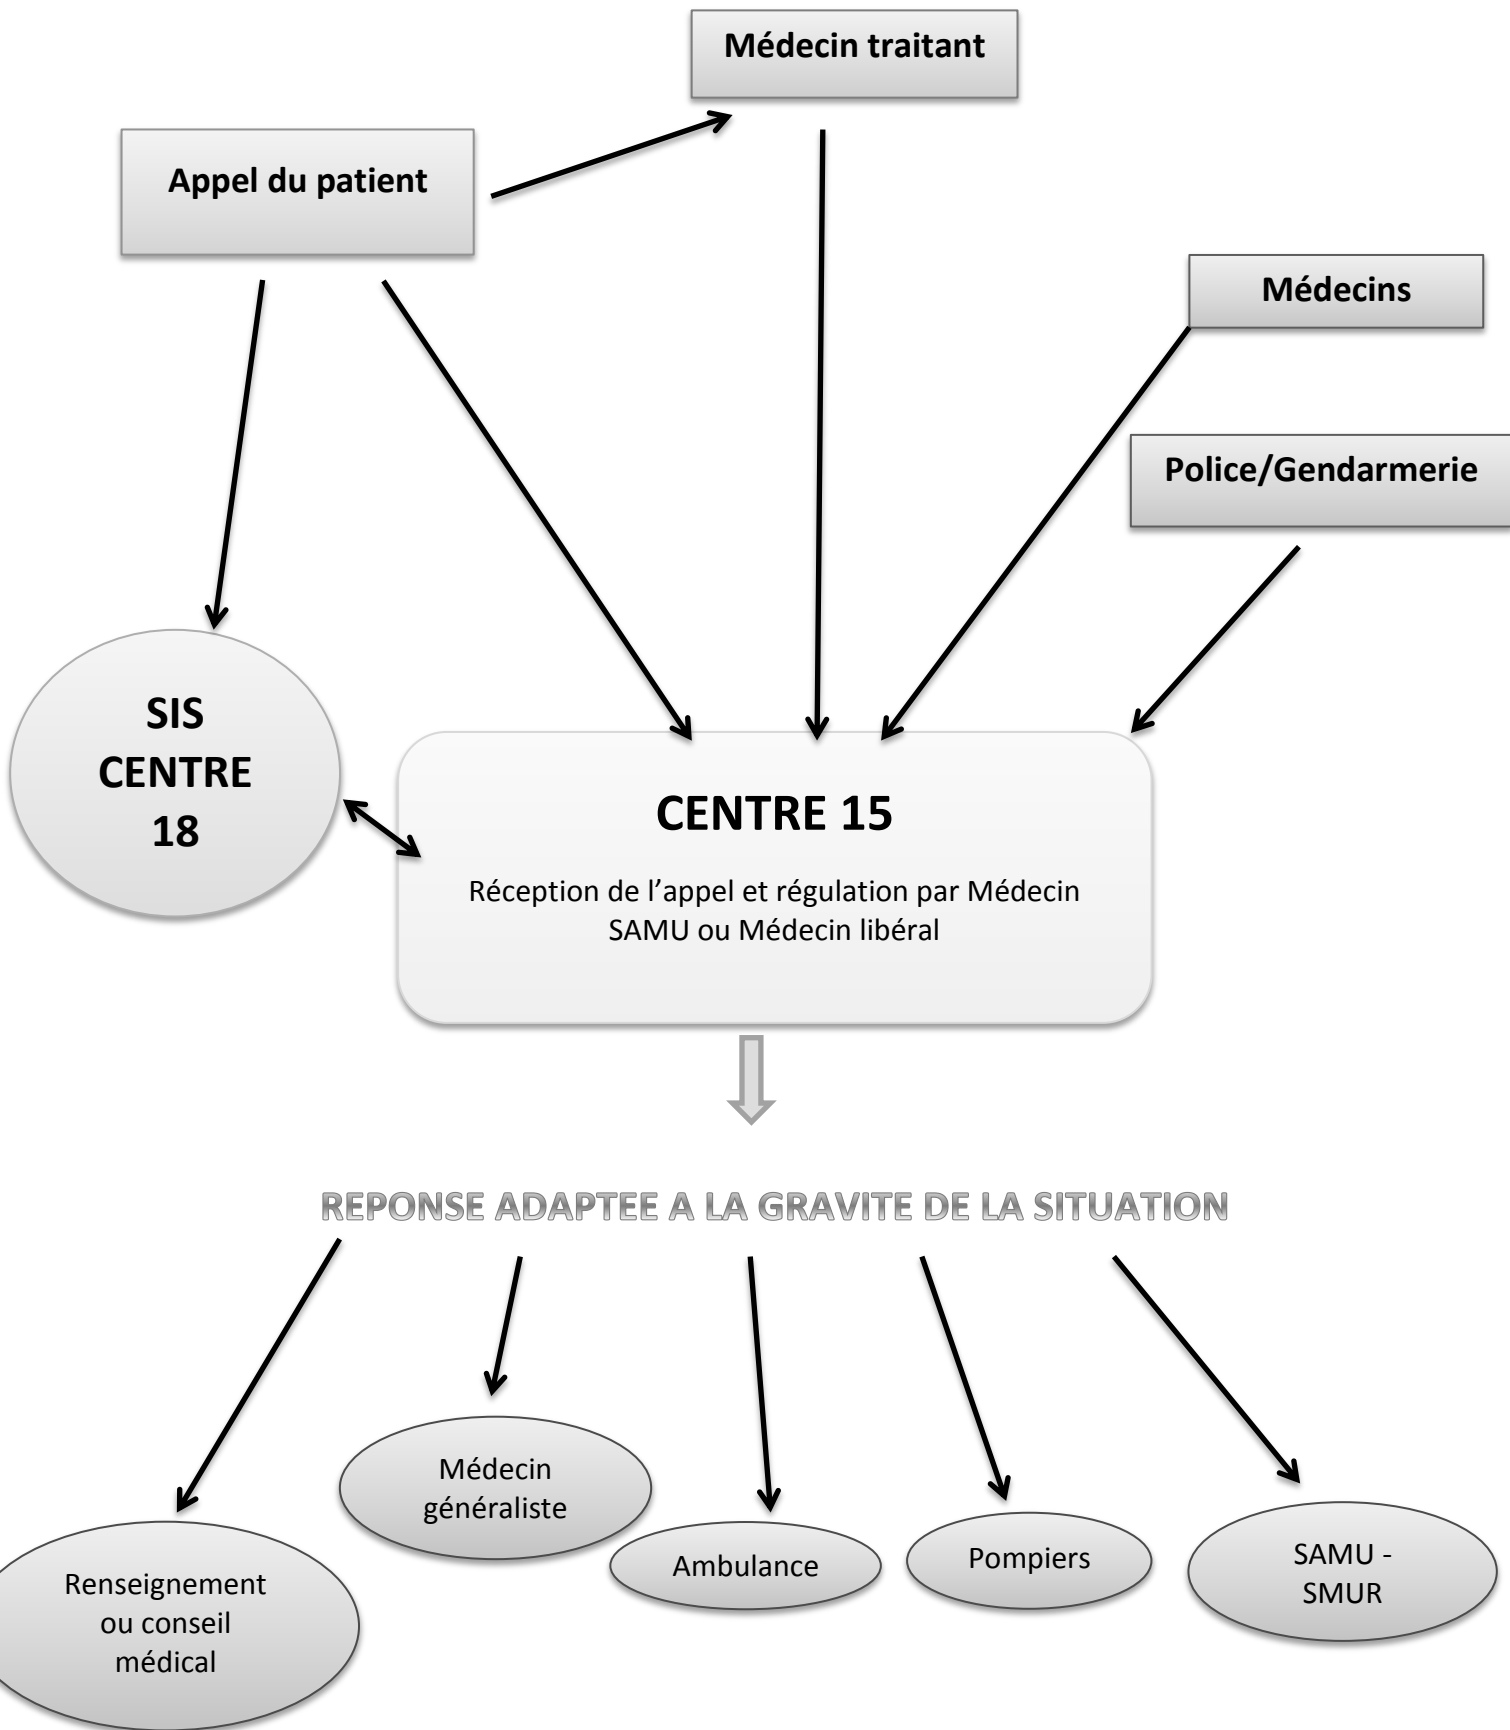 Médecin traitant
Appel du patient
Médecins
Police/Gendarmerie
SIS
CENTRE
18
CENTRE 15
Réception de l’appel et régulation par Médecin
SAMU ou Médecin libéral
REPONSE ADAPTEE A LA GRAVITE DE LA SITUATION
Médecin
généraliste
Ambulance
Pompiers
SAMU -
SMUR
Renseignement
ou conseil
médical